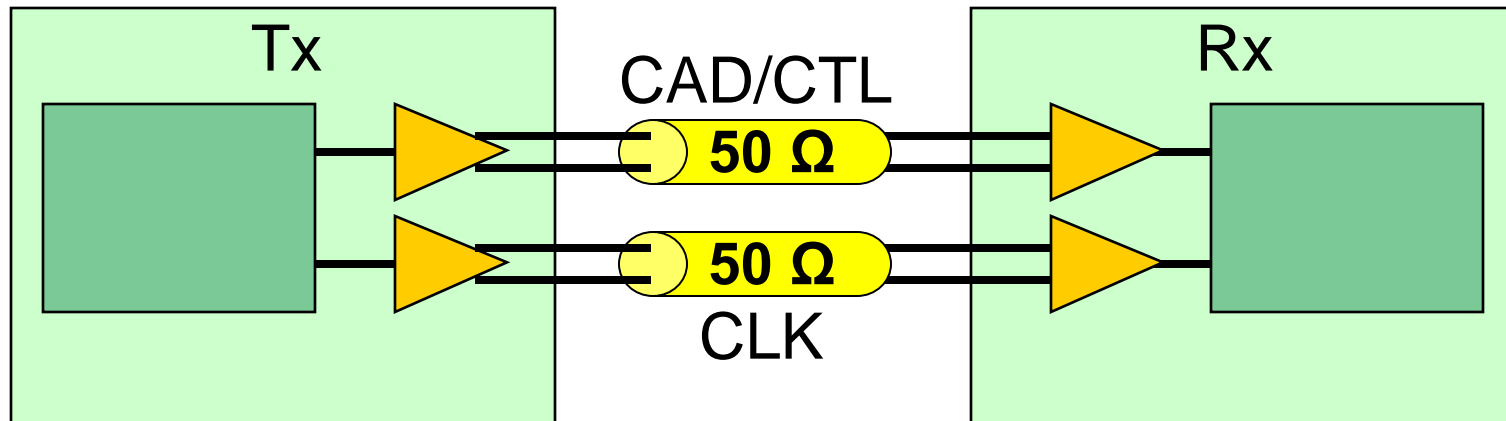 Tx
Rx
CAD/CTL
50 Ω
50 Ω
CLK